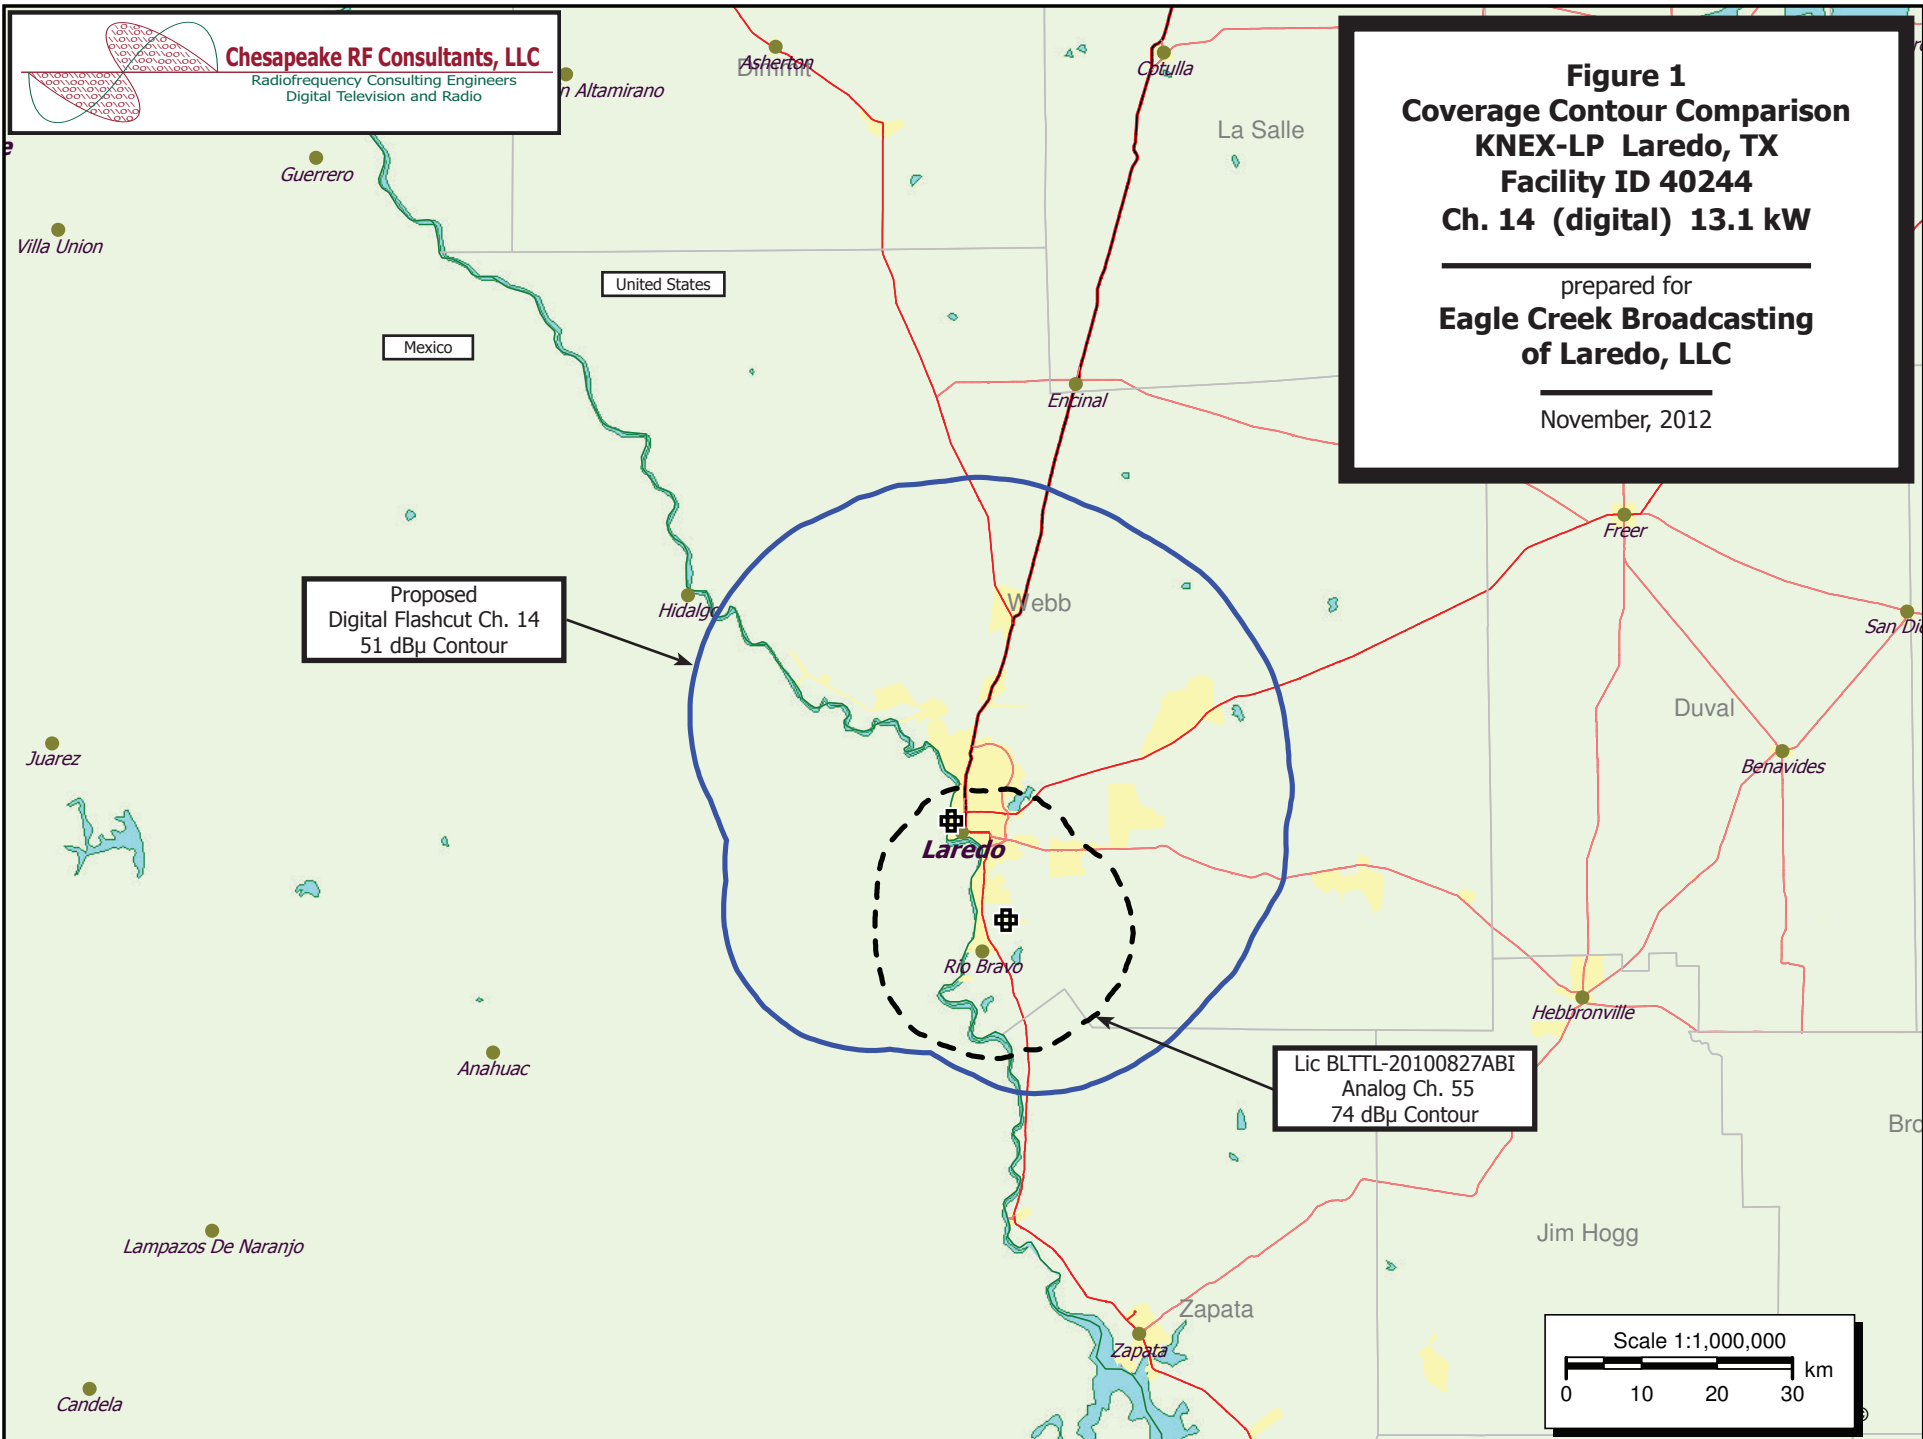 Chesapeake RF Consultants, LLC
Radiofrequency Consulting Engineers
Digital Television and Radio
Figure 1
Coverage Contour Comparison
KNEX-LP Laredo, TX
Facility ID 40244
Ch. 14 (digital) 13.1 kW
prepared for
Eagle Creek Broadcasting
of Laredo, LLC
November, 2012
Dimmit
Asherton
n Altamirano
Cotulla
La Salle
Guerrero
Villa Union
United States
Mexico
Encinal
Freer
Proposed
Digital Flashcut Ch. 14
51 dBµ Contour
Hidalgo
Webb
San Di
Duval
Juarez
Benavides
Laredo
Rio Bravo
Hebbronville
Anahuac
Lic BLTTL-20100827ABI
Analog Ch. 55
74 dBµ Contour
Bro
Lampazos De Naranjo
Jim Hogg
Zapata
Zapata
Candela
Scale 1:1,000,000
km
0 10 20 30